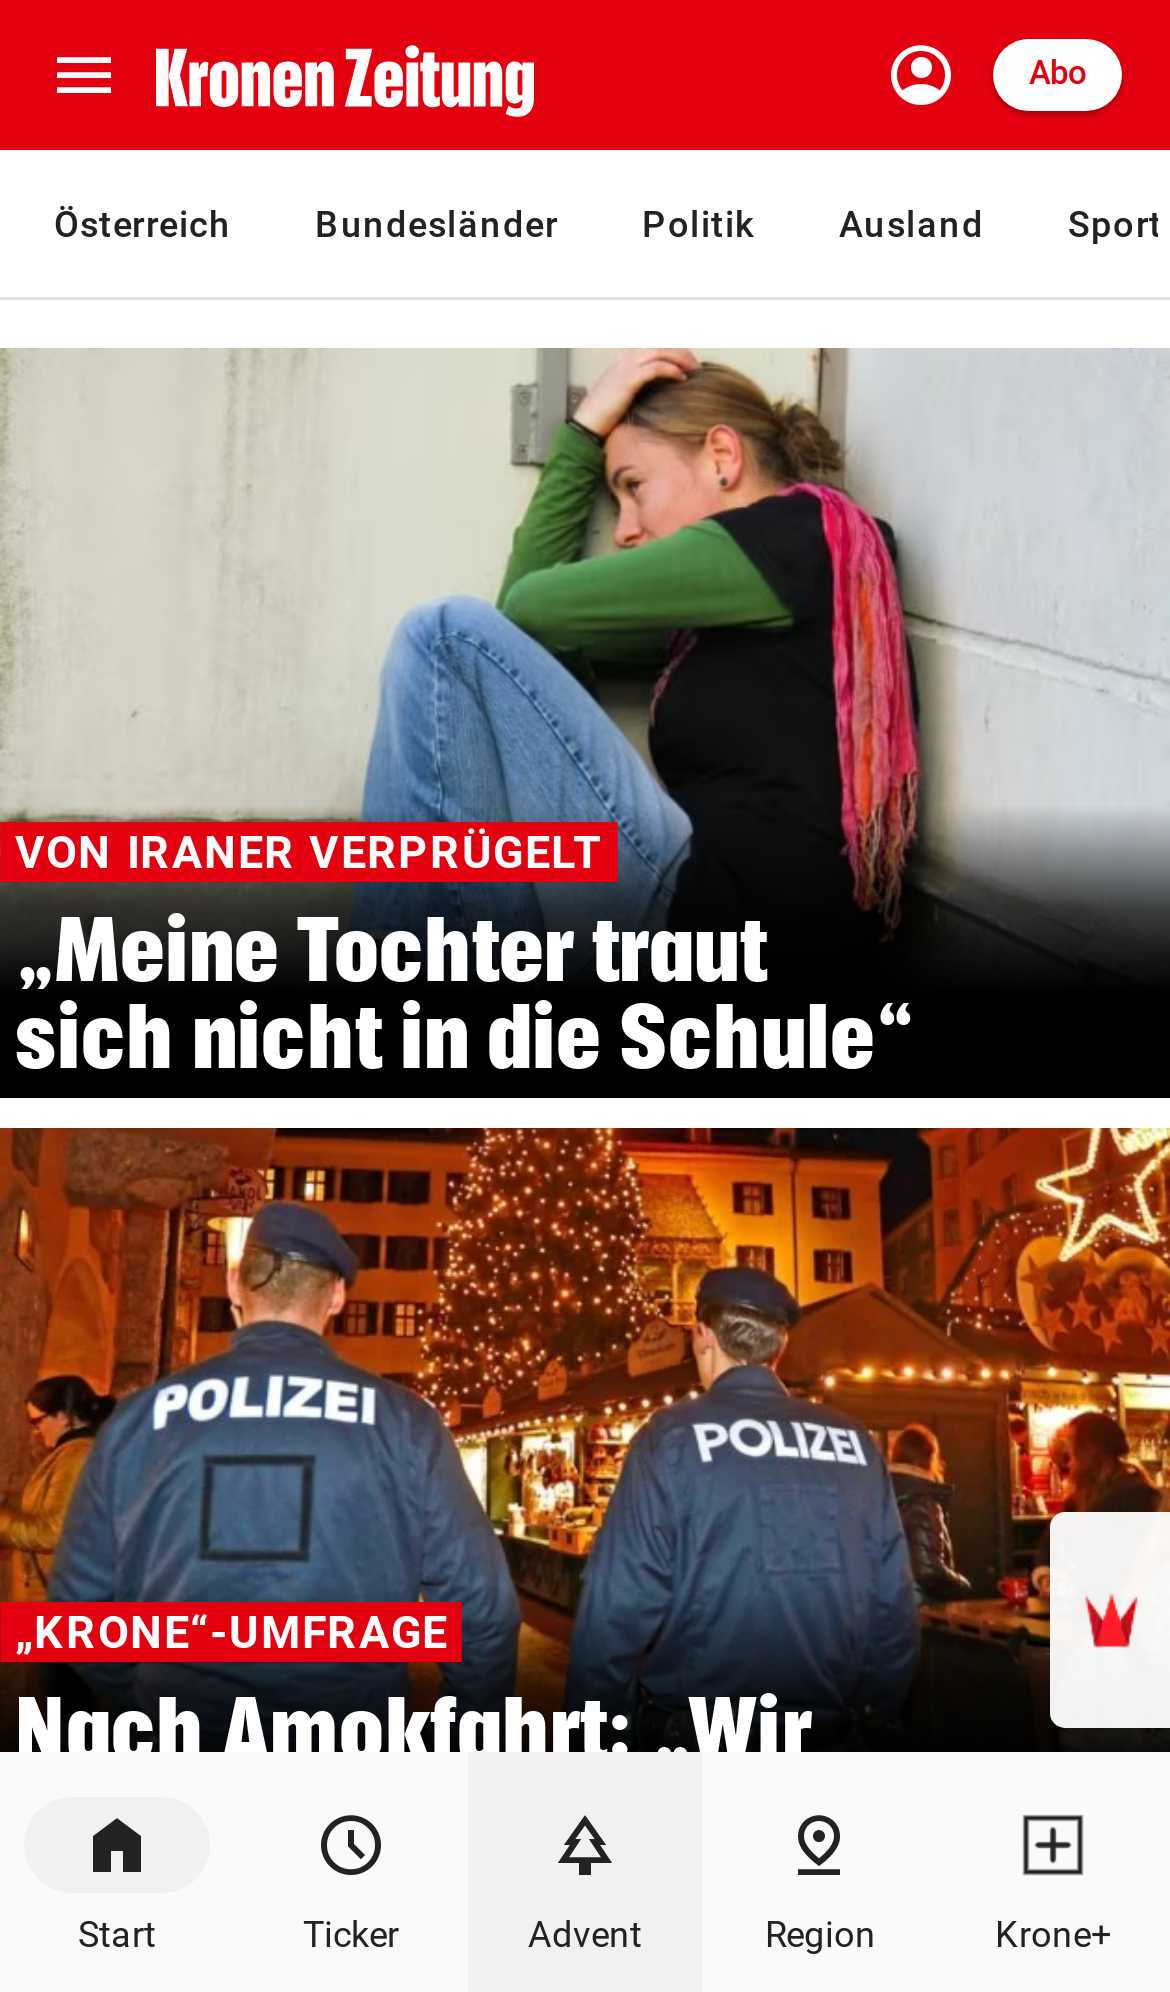 Kronen Zeitung
Abo
Österreich Bundesländer Politik Ausland Sport
VON IRANER VERPRÜGELT
„Meine Tochter traut
sich nicht in die Schule“
POLIZEI
POLIZEI
„KRONE“-UMFRAGE
Nach Amokfahrt: „Wir
Start Ticker Advent Region Krone+